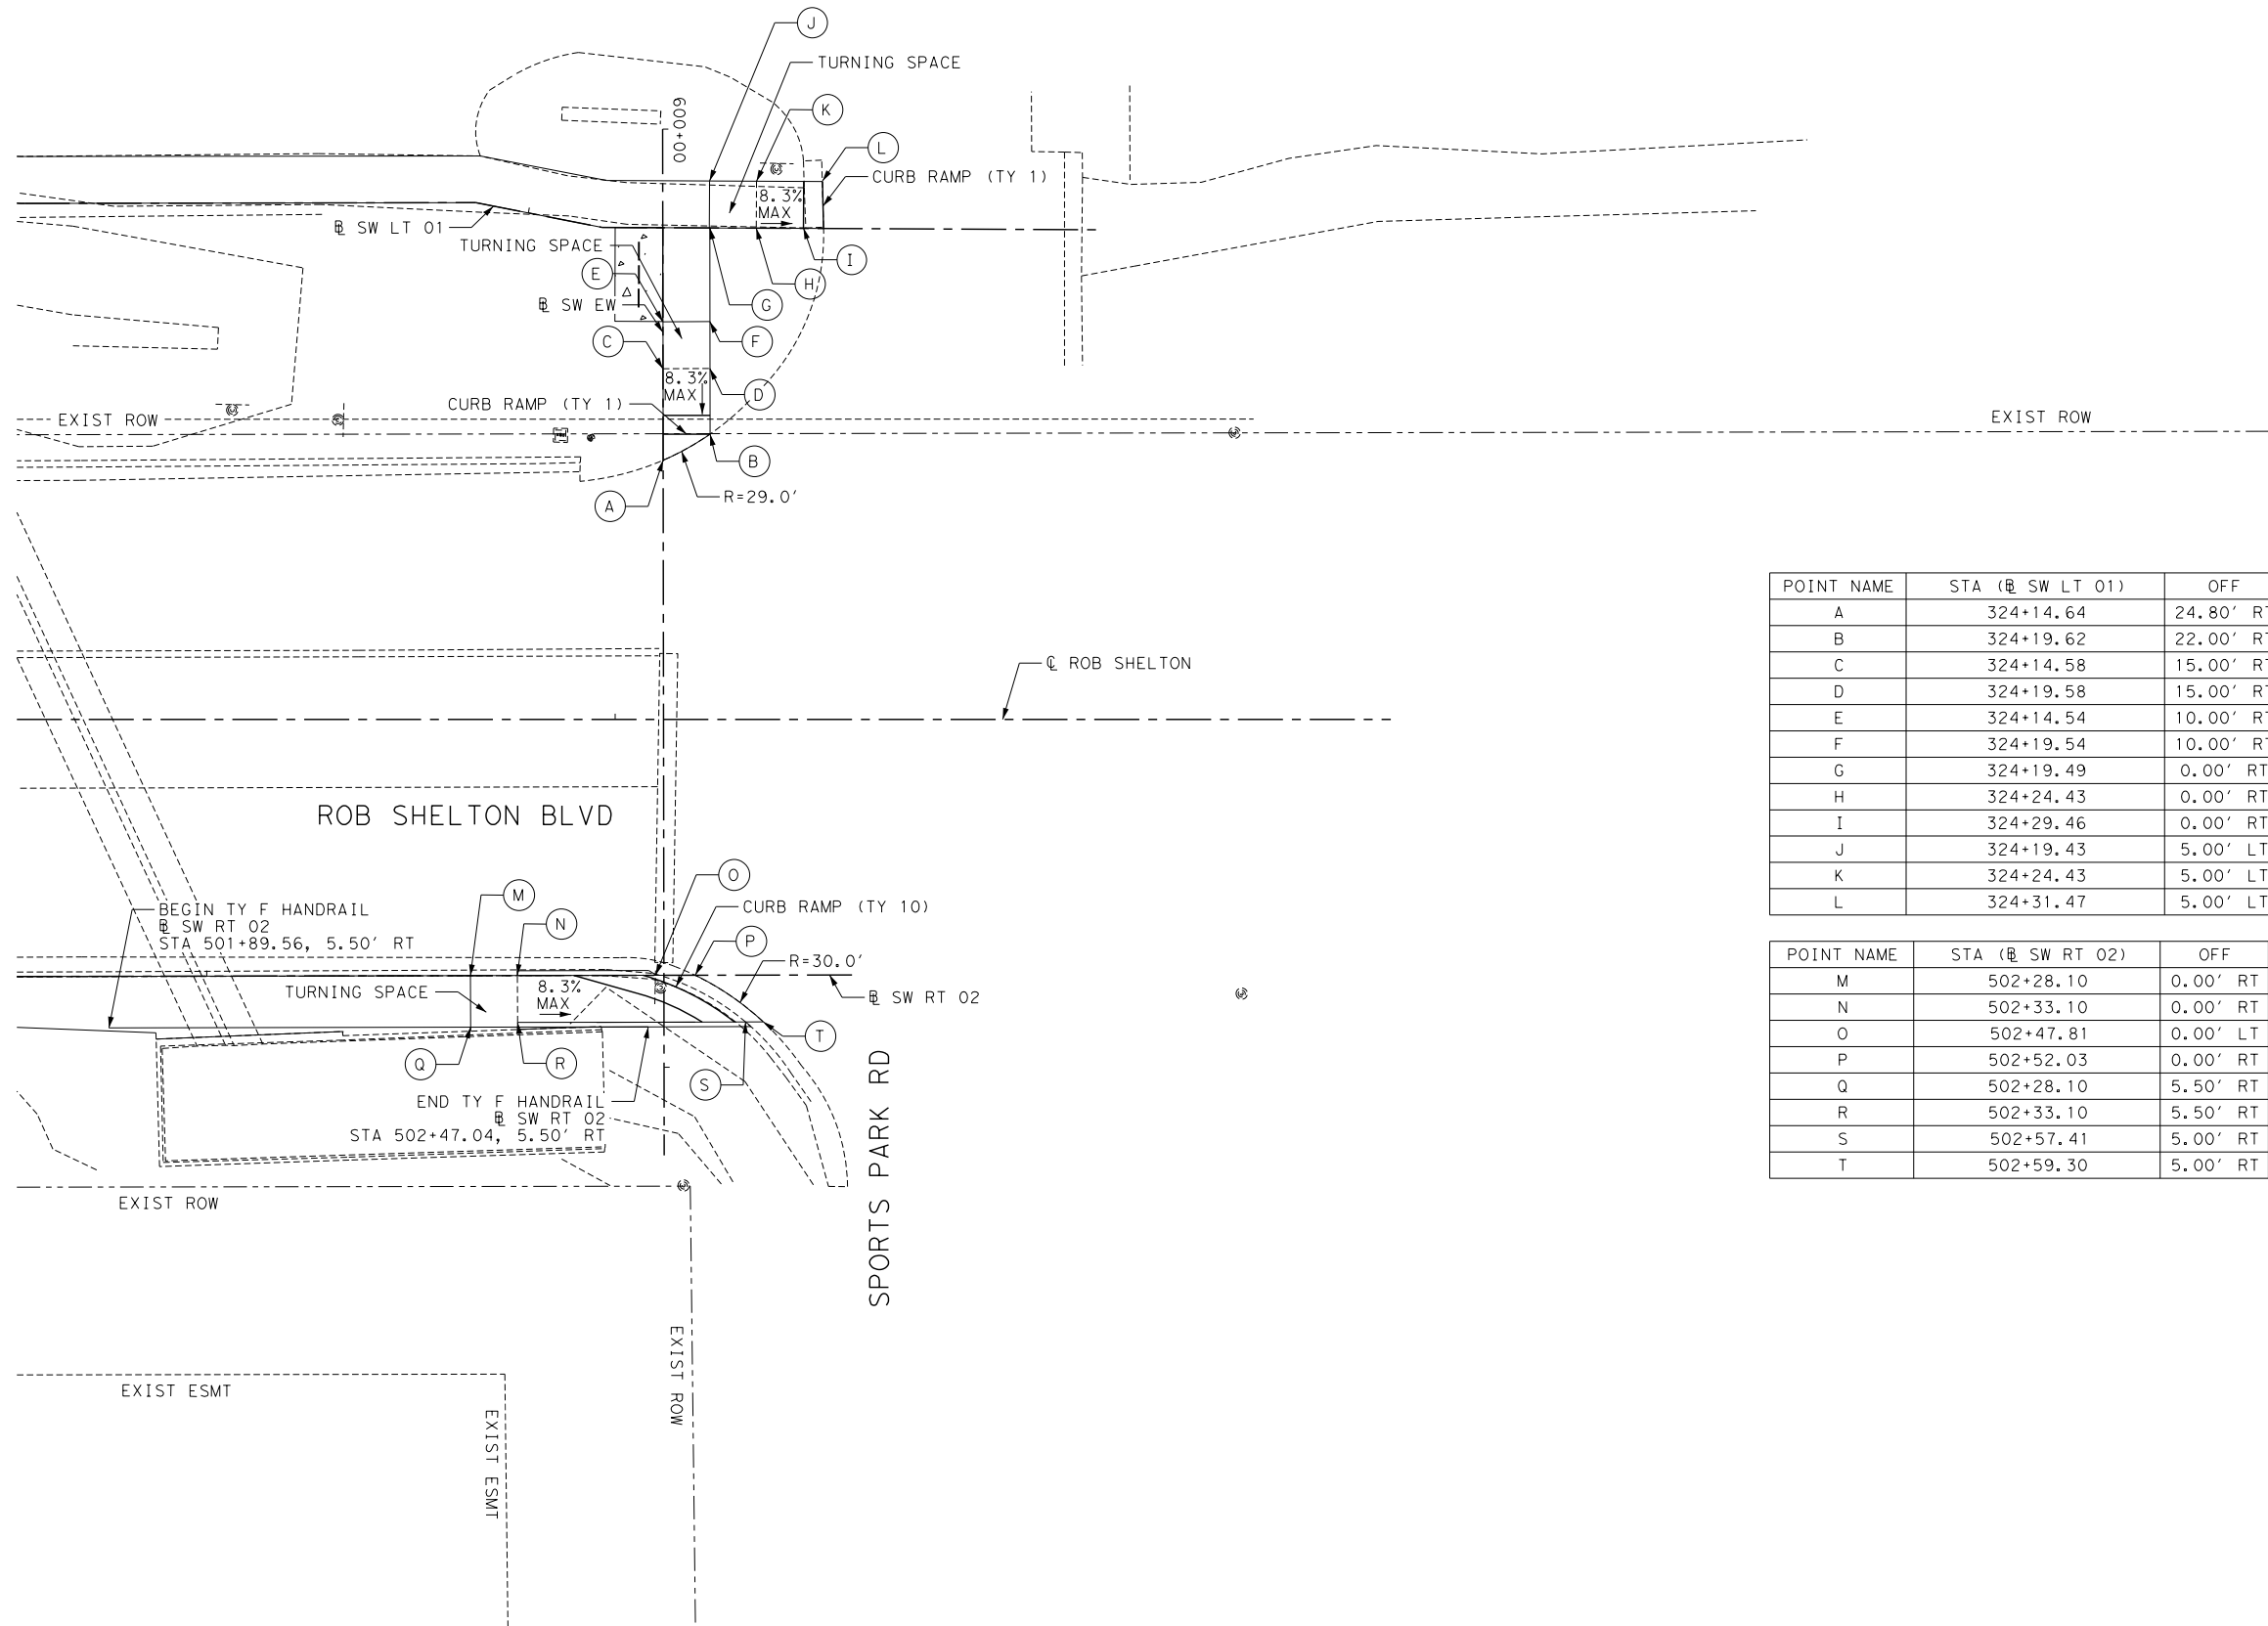 J
TURNING SPACE
K
600+00
L
CURB RAMP (TY 1)
8.3%
MAX
℄ SW LT 01
TURNING SPACE
I
E
H
℄ SW EW
G
C
F
8.3%
MAX
D
CURB RAMP (TY 1)
EXIST ROW
EXIST ROW
B
R=29.0'
A
POINT NAME STA (℄ SW LT 01) OFF
A 324+14.64 24.80' RT
B 324+19.62 22.00' RT
C 324+14.58 15.00' RT
D 324+19.58 15.00' RT
E 324+14.54 10.00' RT
F 324+19.54 10.00' RT
G 324+19.49 0.00' RT
H 324+24.43 0.00' RT
I 324+29.46 0.00' RT
J 324+19.43 5.00' LT
K 324+24.43 5.00' LT
L 324+31.47 5.00' LT
℄ ROB SHELTON
ROB SHELTON BLVD
O
M
CURB RAMP (TY 10)
BEGIN TY F HANDRAIL
℄ SW RT 02
STA 501+89.56, 5.50' RT
N
P
R=30.0'
8.3%
MAX
TURNING SPACE
℄ SW RT 02
T
Q
R
S
END TY F HANDRAIL
℄ SW RT 02
STA 502+47.04, 5.50' RT
SPORTS PARK RD
POINT NAME STA (℄ SW RT 02) OFF
M 502+28.10 0.00' RT
N 502+33.10 0.00' RT
O 502+47.81 0.00' LT
P 502+52.03 0.00' RT
Q 502+28.10 5.50' RT
R 502+33.10 5.50' RT
S 502+57.41 5.00' RT
T 502+59.30 5.00' RT
EXIST ROW
EXIST ROW
EXIST ESMT
EXIST ESMT